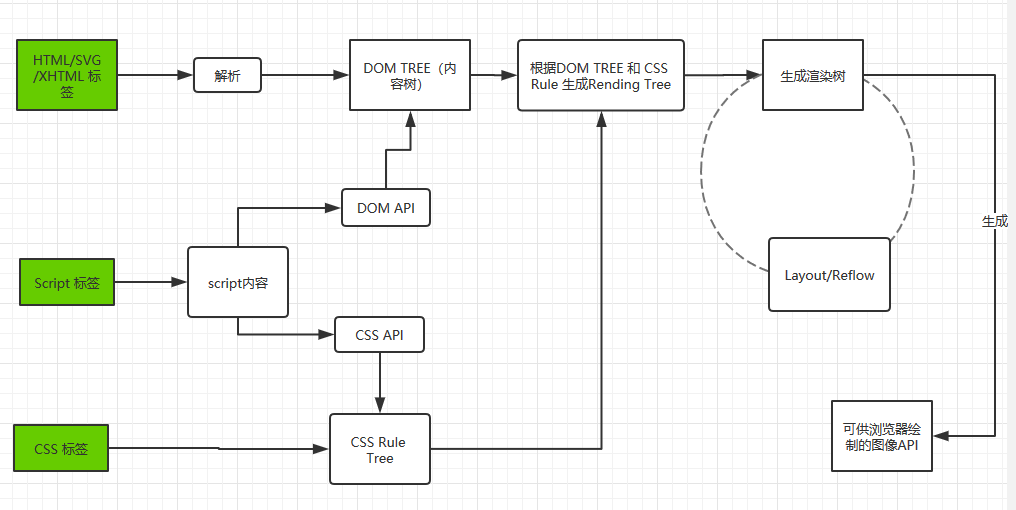 HTML/SVG
/XHTML 标
签
解析
DOM TREE（内
容树）
根据DOM TREE 和 CSS
Rule 生成Rending Tree
生成渲染树
DOM API
生成
Script 标签
script内容
Layout/Reflow
CSS API
CSS 标签
CSS Rule
Tree
可供浏览器绘
制的图像API